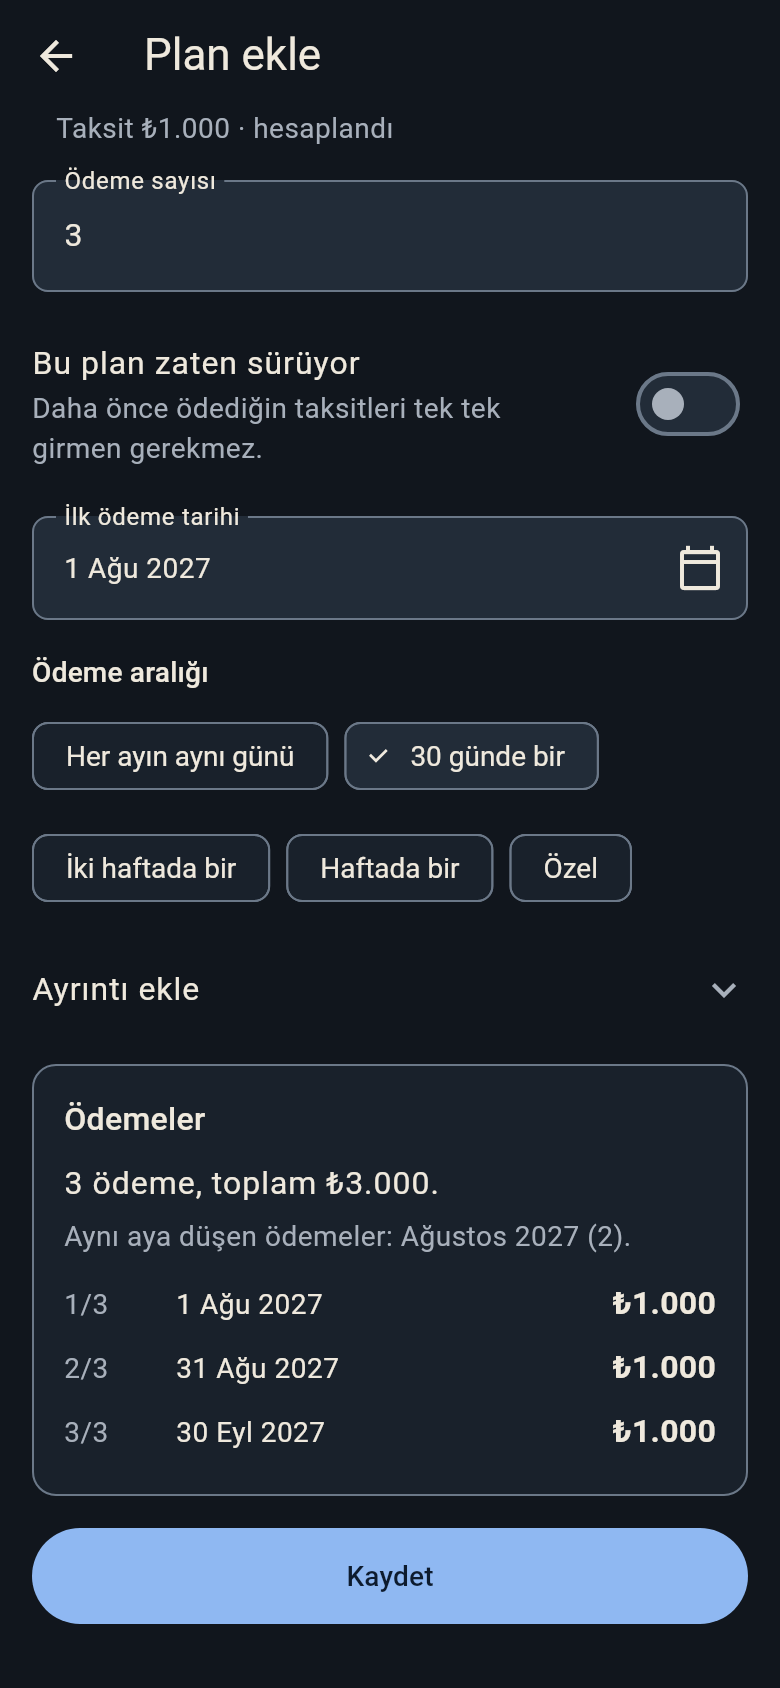 Plan ekle
Taksit ₺1.000 · hesaplandı
Ödeme sayısı
3
Bu plan zaten sürüyor
Daha önce ödediğin taksitleri tek tek
girmen gerekmez.
İlk ödeme tarihi
1 Ağu 2027
Ödeme aralığı
Her ayın aynı günü
30 günde bir
İki haftada bir
Haftada bir
Özel
Ayrıntı ekle
Ödemeler
3 ödeme, toplam ₺3.000.
Aynı aya düşen ödemeler: Ağustos 2027 (2).
1/3 1 Ağu 2027 ₺1.000
2/3 31 Ağu 2027 ₺1.000
3/3 30 Eyl 2027 ₺1.000
Kaydet